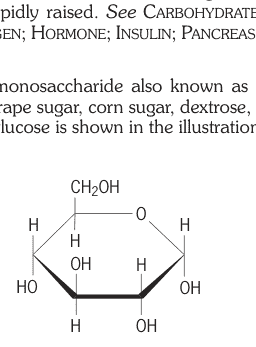 pidly raised. See CARBOHYDRATE
GEN; HORMONE; INSULIN; PANCREAS
monosaccharide also known as
rape sugar, corn sugar, dextrose,
lucose is shown in the illustration
CH2OH
O
H
H
H
OH
H
HO
OH
H
OH